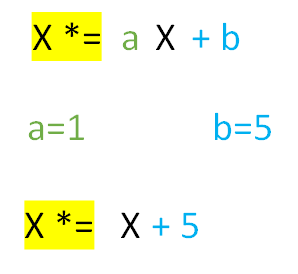 X *= a X + b
a=1 b=5
X *= X + 5